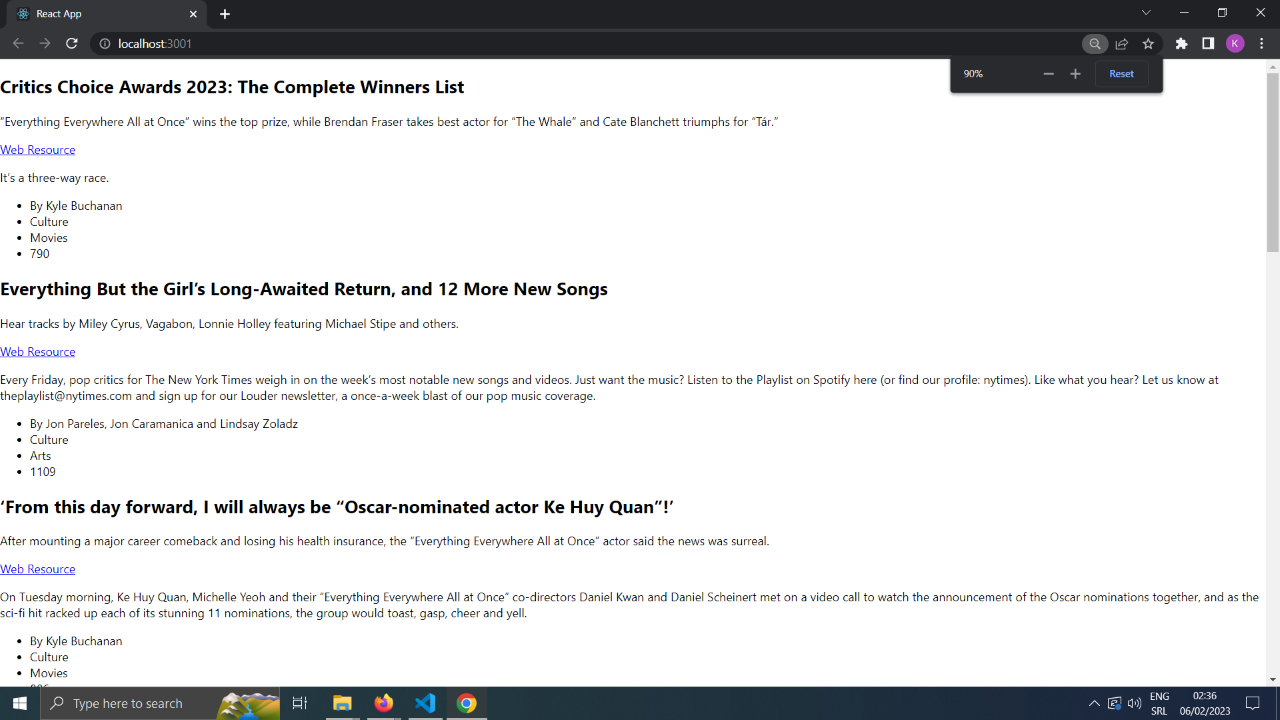 React App
localhost:3001
K
90%
Reset
Critics Choice Awards 2023: The Complete Winners List
“Everything Everywhere All at Once” wins the top prize, while Brendan Fraser takes best actor for “The Whale” and Cate Blanchett triumphs for “Tár.”
Web Resource
It’s a three-way race.
By Kyle Buchanan
Culture
Movies
790
Everything But the Girl’s Long-Awaited Return, and 12 More New Songs
Hear tracks by Miley Cyrus, Vagabon, Lonnie Holley featuring Michael Stipe and others.
Web Resource
Every Friday, pop critics for The New York Times weigh in on the week’s most notable new songs and videos. Just want the music? Listen to the Playlist on Spotify here (or find our profile: nytimes). Like what you hear? Let us know at
theplaylist@nytimes.com and sign up for our Louder newsletter, a once-a-week blast of our pop music coverage.
By Jon Pareles, Jon Caramanica and Lindsay Zoladz
Culture
Arts
1109
‘From this day forward, I will always be “Oscar-nominated actor Ke Huy Quan”!’
After mounting a major career comeback and losing his health insurance, the “Everything Everywhere All at Once” actor said the news was surreal.
Web Resource
On Tuesday morning, Ke Huy Quan, Michelle Yeoh and their “Everything Everywhere All at Once” co-directors Daniel Kwan and Daniel Scheinert met on a video call to watch the announcement of the Oscar nominations together, and as the
sci-fi hit racked up each of its stunning 11 nominations, the group would toast, gasp, cheer and yell.
By Kyle Buchanan
Culture
Movies
Type here to search
ENG
SRL
02:36
06/02/2023